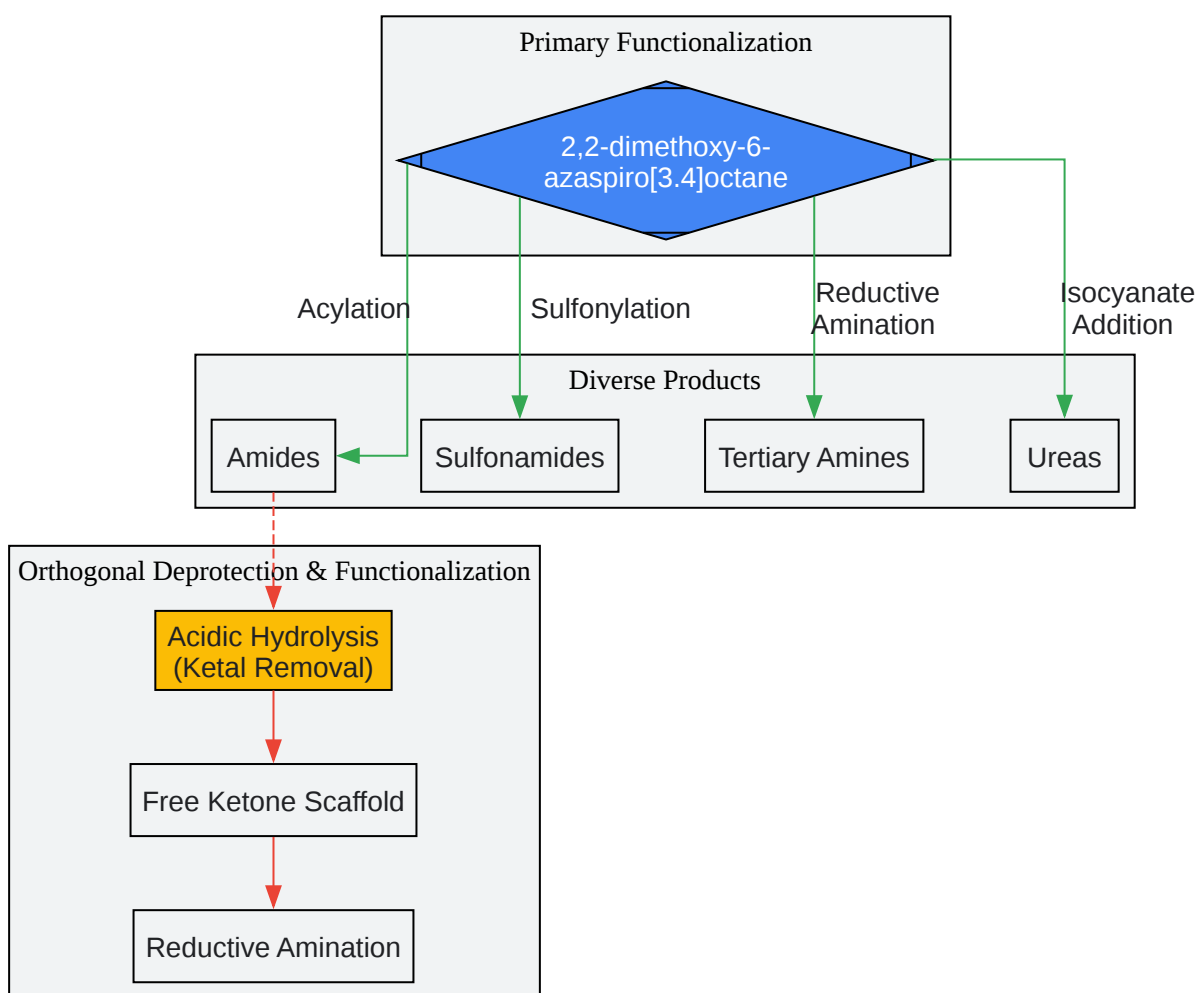 Primary Functionalization
2,2-dimethoxy-6-
azaspiro[3.4]octane
Acylation
Sulfonylation
Reductive
Amination
Isocyanate
Addition
Diverse Products
Amides
Sulfonamides
Tertiary Amines
Ureas
Orthogonal Deprotection & Functionalization
Acidic Hydrolysis
(Ketal Removal)
Free Ketone Scaffold
Reductive Amination